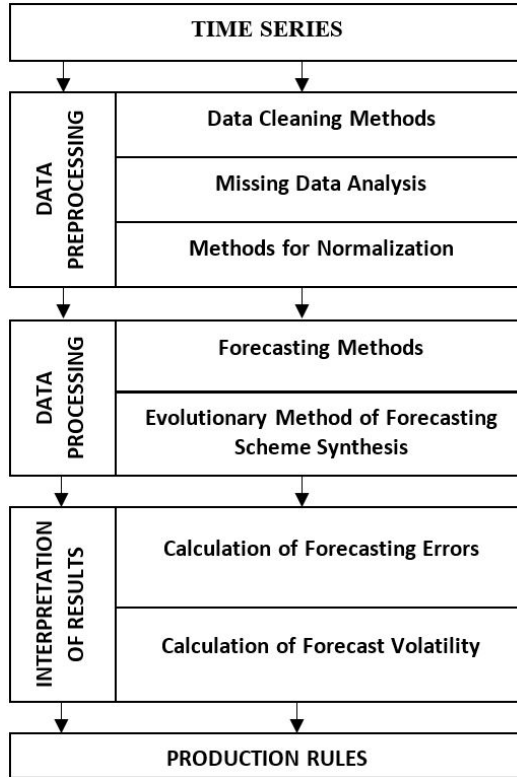 TIME SERIES
DATA
PREPROCESSING
Data Cleaning Methods
Missing Data Analysis
Methods for Normalization
DATA
PROCESSING
Forecasting Methods
Evolutionary Method of Forecasting
Scheme Synthesis
INTERPRETATION
OF RESULTS
Calculation of Forecasting Errors
Calculation of Forecast Volatility
PRODUCTION RULES